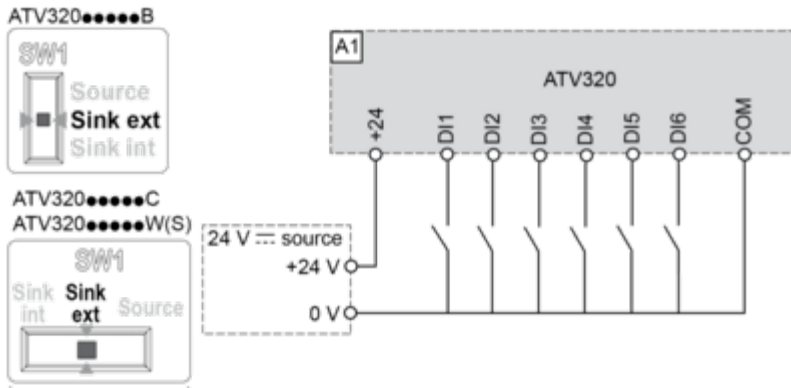 ATV320●●●●●B
SW1
Source
Sink ext
Sink int
ATV320●●●●●C
ATV320●●●●●W(S)
SW1
Sink int
Sink ext
Source
A1
ATV320
+24
DI1
DI2
DI3
DI4
DI5
DI6
COM
24 V ⎓ source
+24 V
0 V